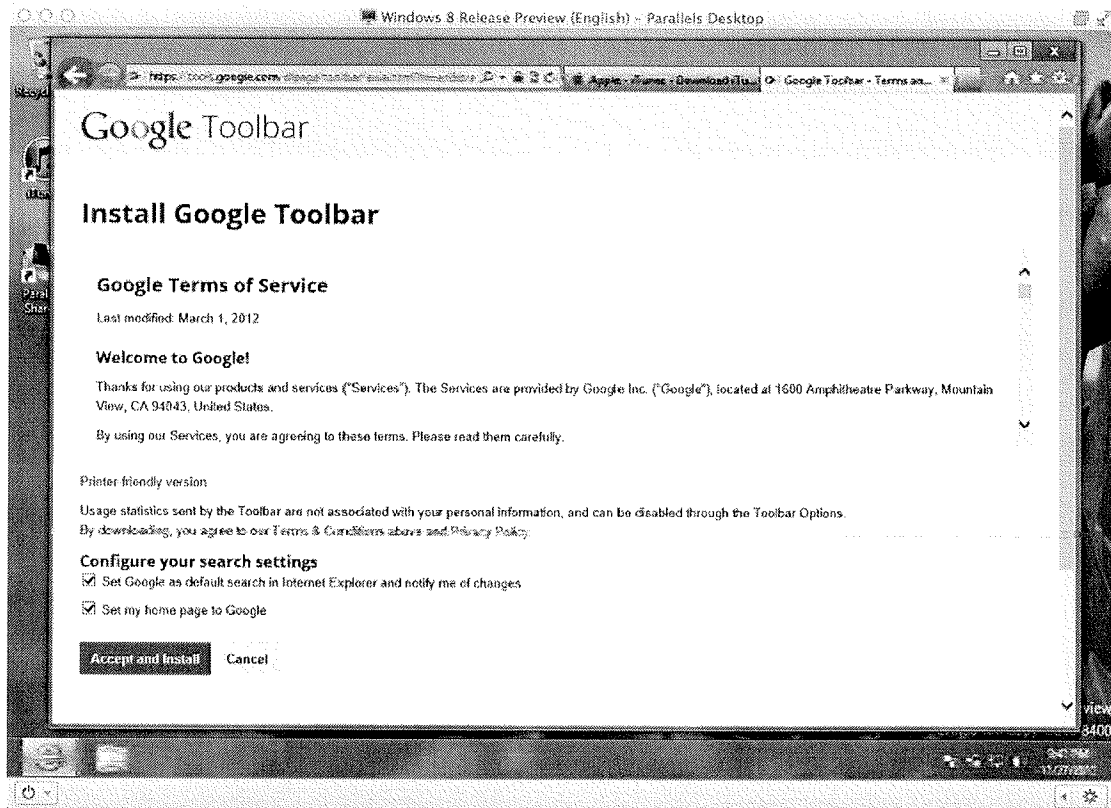 Windows 8 Release Preview (English) - Parallels Desktop
Apple - iTunes - Download iTu...
Google Toolbar - Terms an...
Google Toolbar
Install Google Toolbar
Google Terms of Service
Last modified: March 1, 2012
Welcome to Google!
Thanks for using our products and services ("Services"). The Services are provided by Google Inc. ("Google"), located at 1600 Amphitheatre Parkway, Mountain
View, CA 94043, United States.
By using our Services, you are agreeing to these terms. Please read them carefully.
Printer friendly version
Usage statistics sent by the Toolbar are not associated with your personal information, and can be disabled through the Toolbar Options.
By downloading, you agree to our Terms & Conditions above and Privacy Policy
Configure your search settings
Set Google as default search in Internet Explorer and notify me of changes
Set my home page to Google
Accept and Install Cancel
view
8400